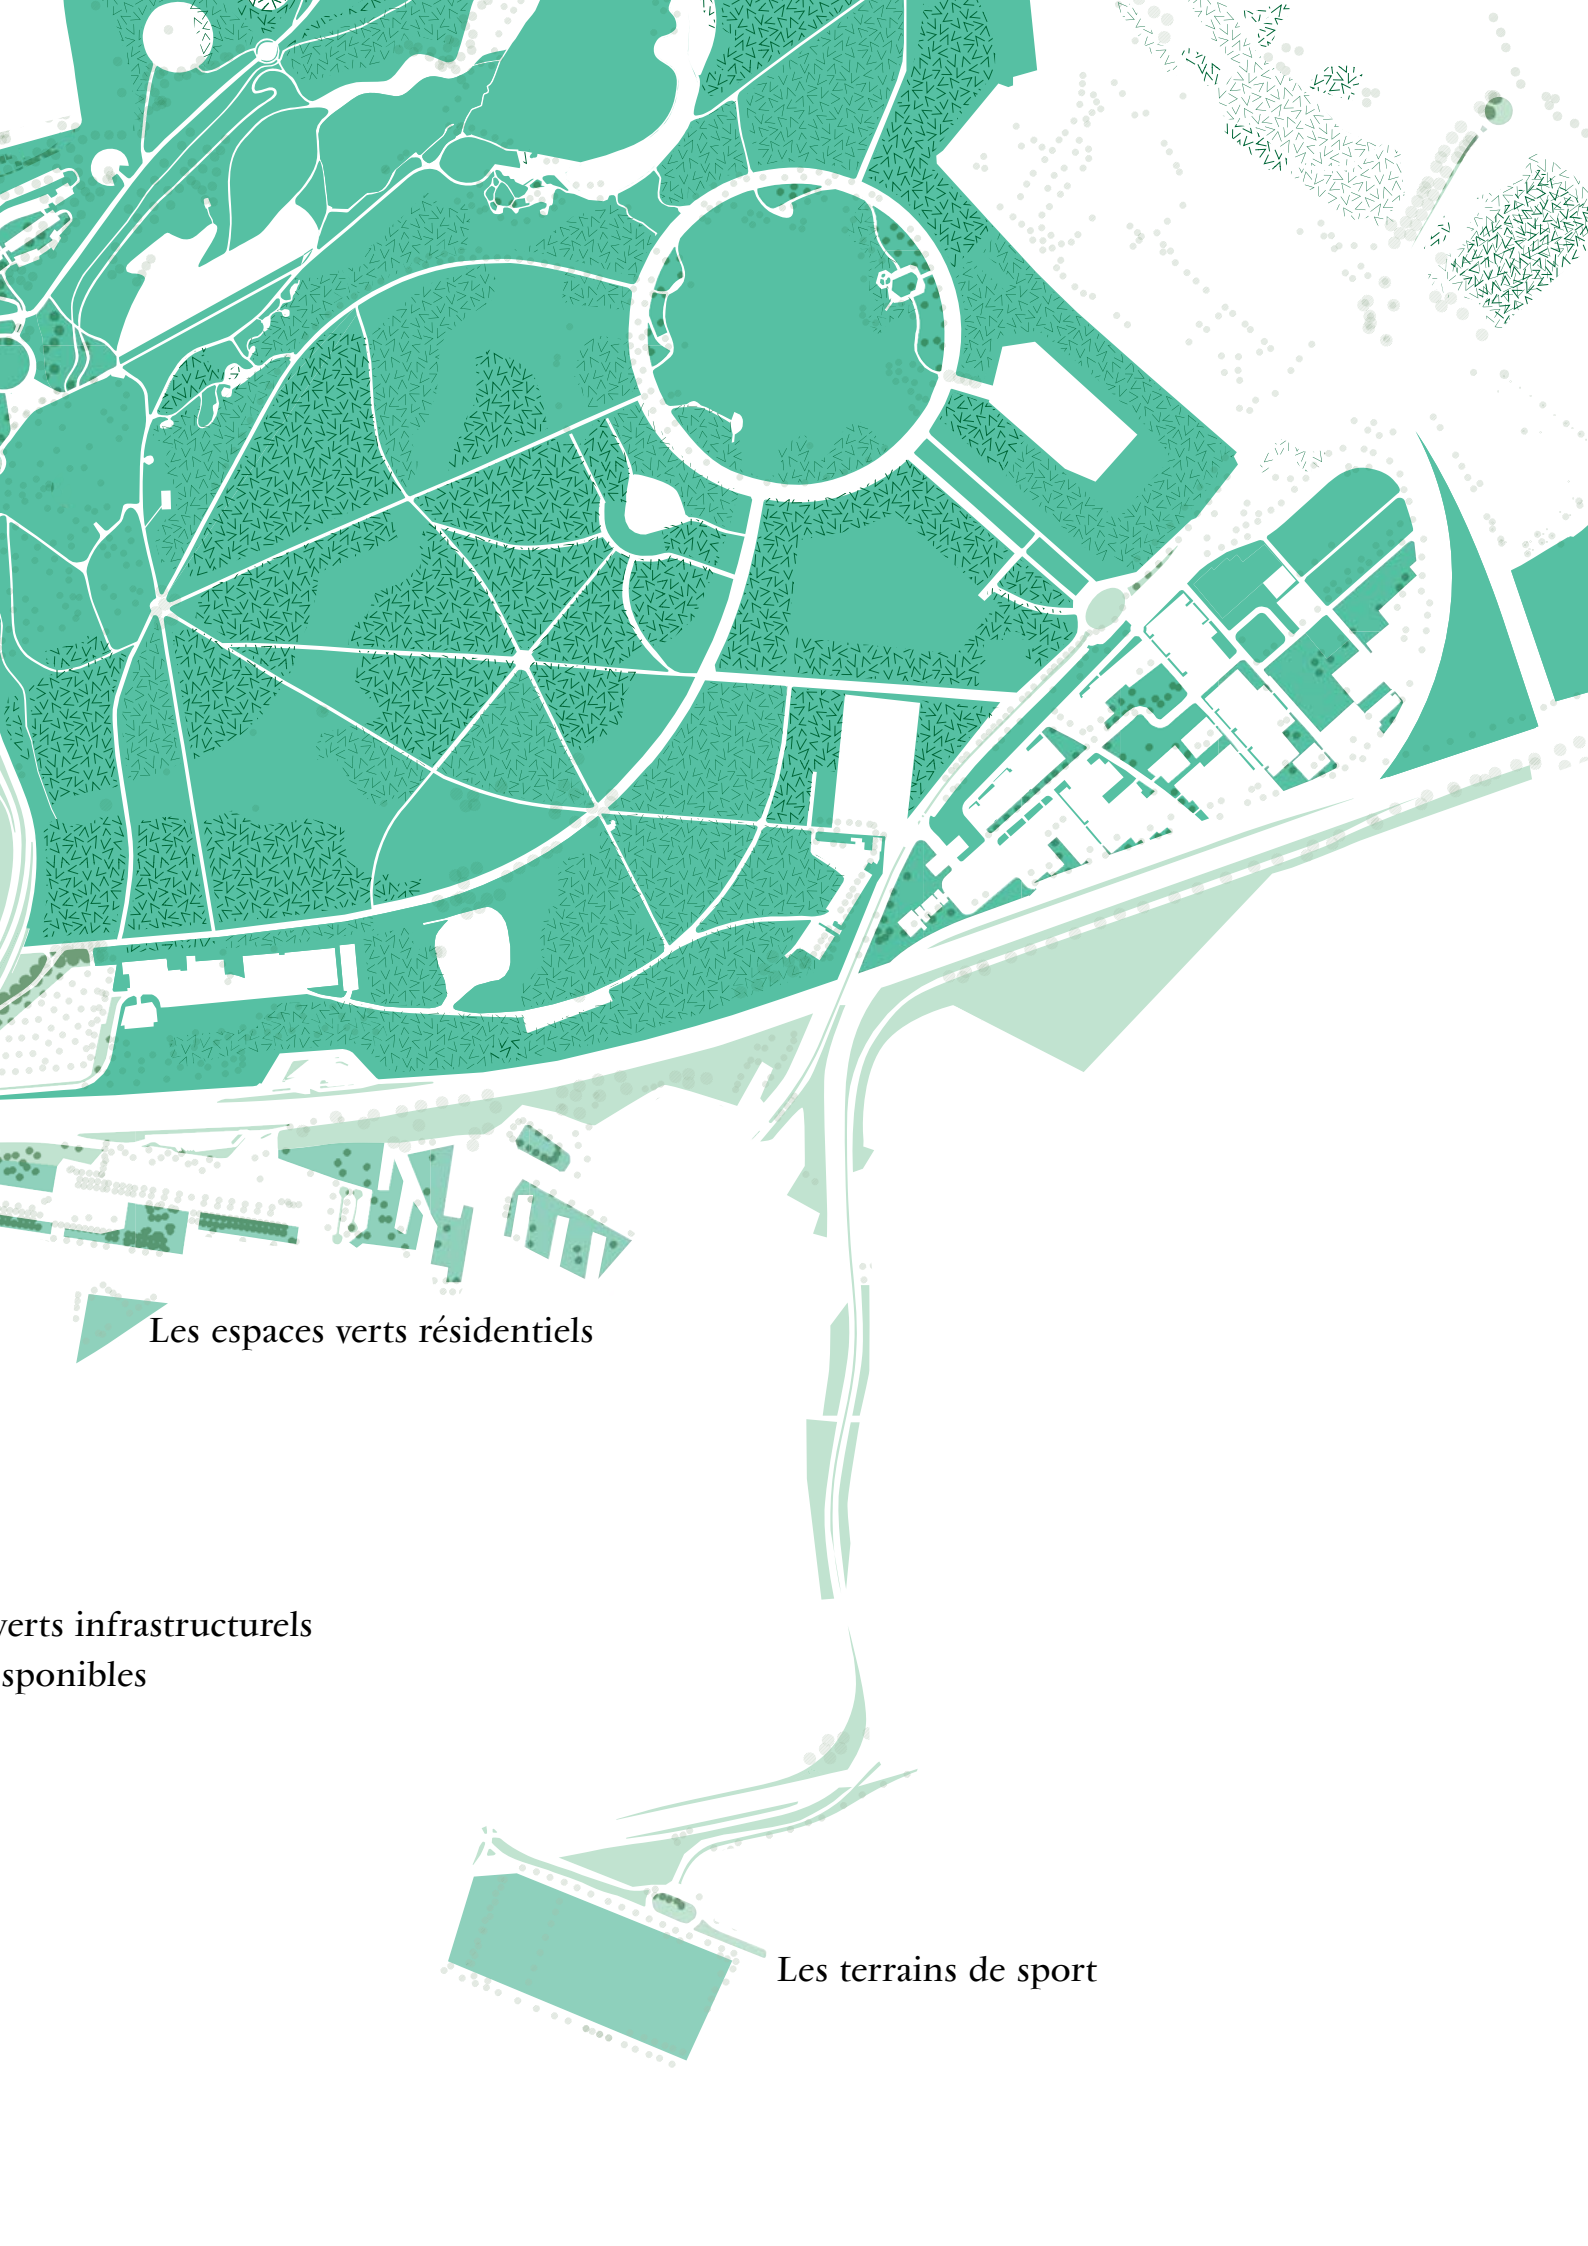 Les espaces verts résidentiels
verts infrastructurels
sponibles
Les terrains de sport